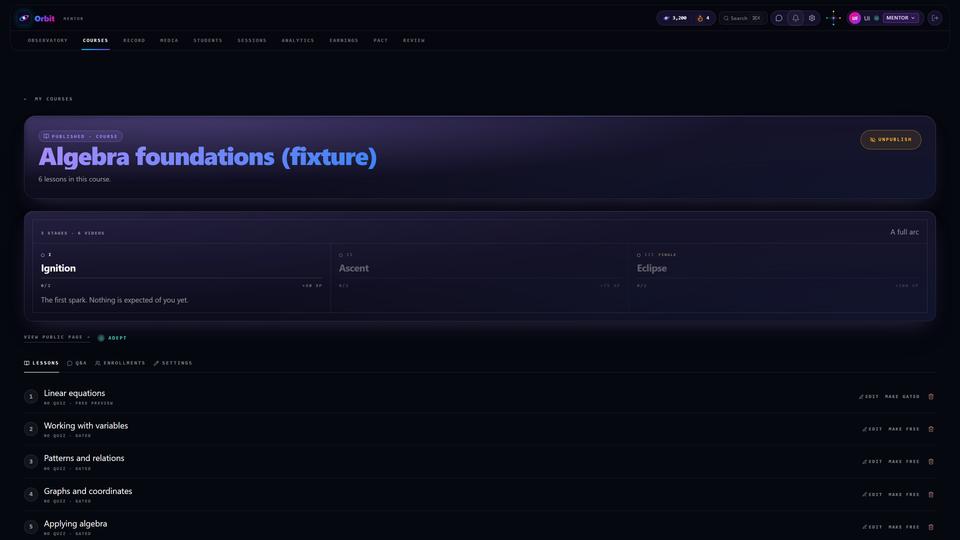 Orbit MENTOR
3,200
4
Search ⌘K
UI UI MENTOR
OBSERVATORY COURSES RECORD MEDIA STUDENTS SESSIONS ANALYTICS EARNINGS PACT REVIEW
← MY COURSES
PUBLISHED · COURSE
UNPUBLISH
Algebra foundations (fixture)
6 lessons in this course.
3 STAGES · 6 VIDEOS
A full arc
I
Ignition
0/2 +50 XP
The first spark. Nothing is expected of you yet.
II
Ascent
0/2 +75 XP
III FINALE
Eclipse
0/2
VIEW PUBLIC PAGE
ADEPT
LESSONS Q&A ENROLLMENTS SETTINGS
1 Linear equations
NO QUIZ · FREE PREVIEW
EDIT MAKE GATED
2 Working with variables
NO QUIZ · GATED
EDIT MAKE FREE
3 Patterns and relations
NO QUIZ · GATED
EDIT MAKE FREE
4 Graphs and coordinates
NO QUIZ · GATED
EDIT MAKE FREE
5 Applying algebra
NO QUIZ · GATED
EDIT MAKE FREE